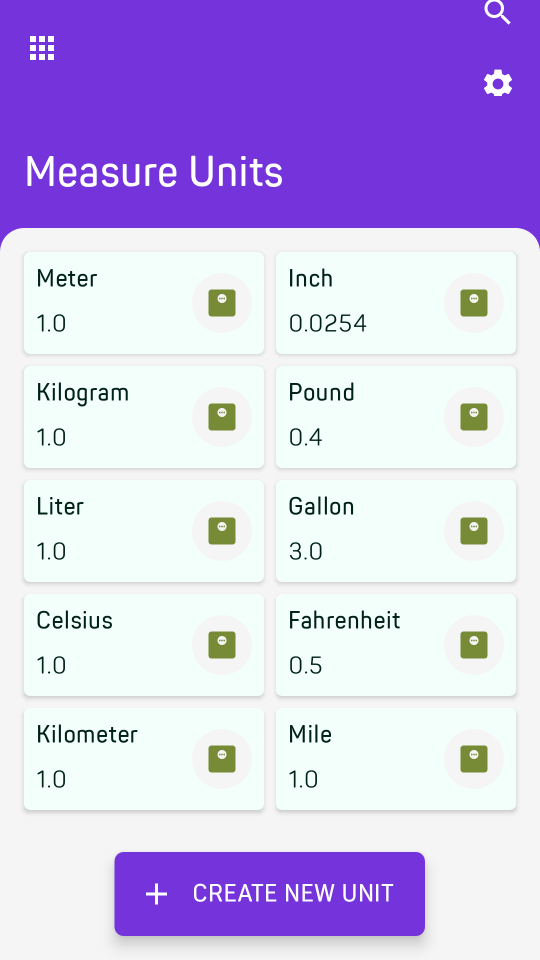 Measure Units
Meter
1.0
Inch
0.0254
Kilogram
1.0
Pound
0.4
Liter
1.0
Gallon
3.0
Celsius
1.0
Fahrenheit
0.5
Kilometer
1.0
Mile
1.0
CREATE NEW UNIT